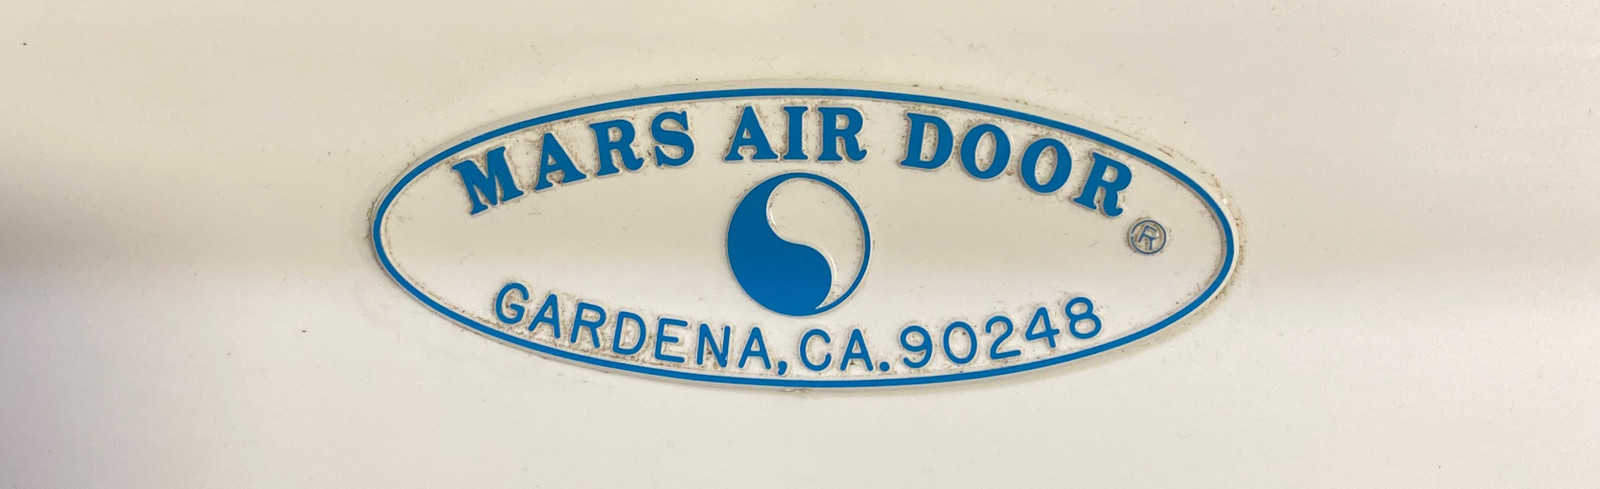 MARS AIR DOOR ®
GARDENA, CA. 90248